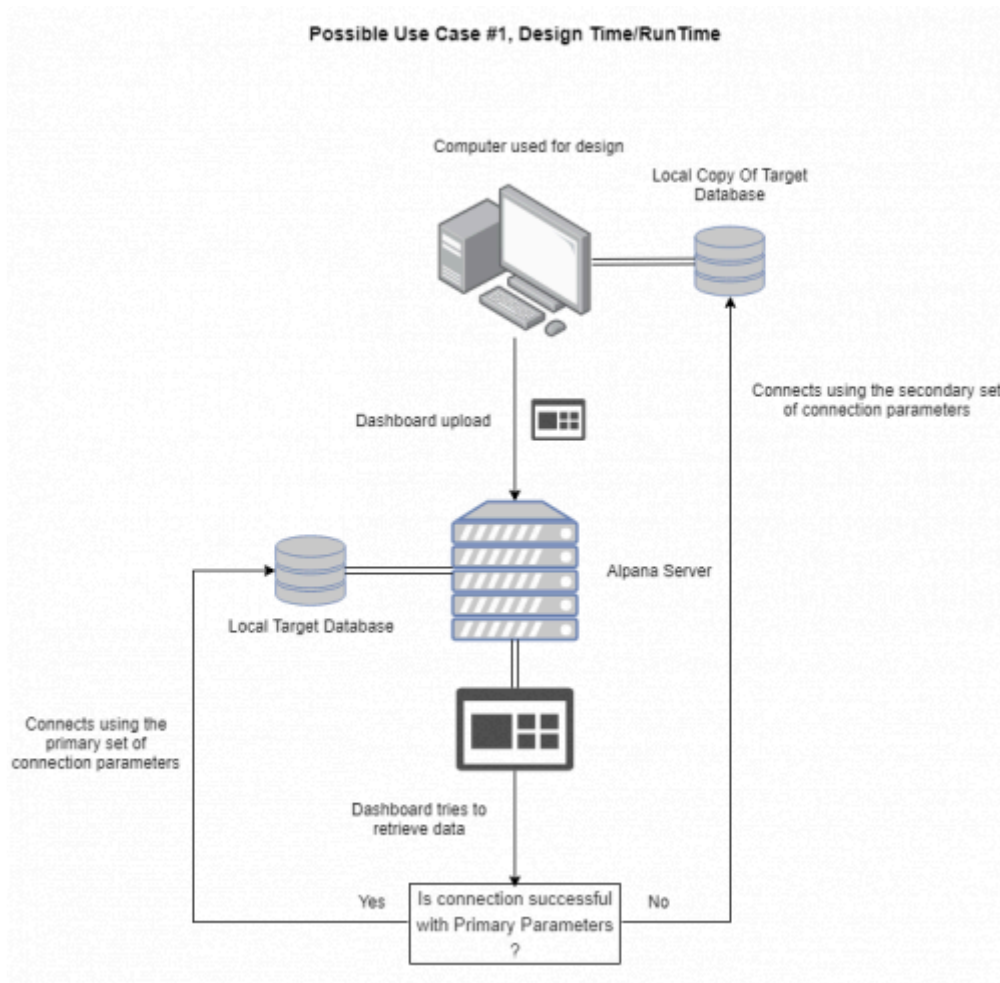 Possible Use Case #1, Design Time/RunTime
Computer used for design
Local Copy Of Target
Database
Connects using the secondary set
of connection parameters
Dashboard upload
Alpana Server
Local Target Database
Connects using the
primary set of
connection parameters
Dashboard tries to
retrieve data
Yes
Is connection successful
with Primary Parameters
?
No